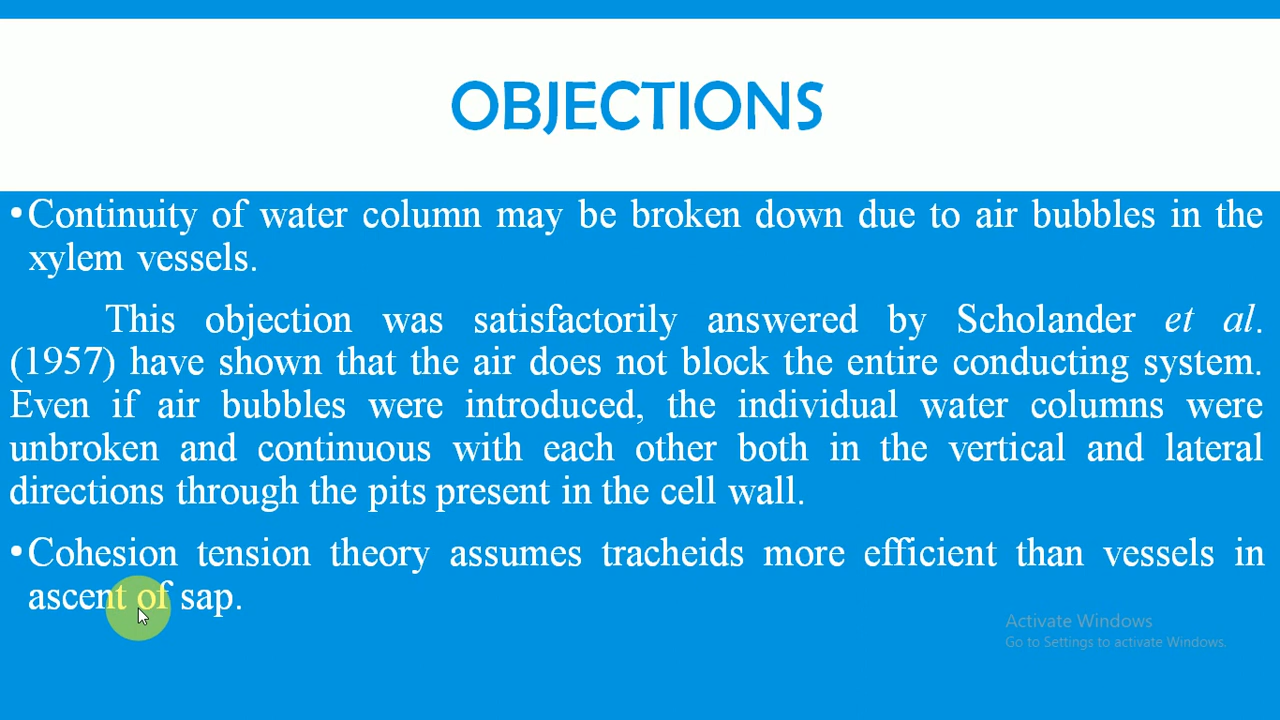 OBJECTIONS
•Continuity of water column may be broken down due to air bubbles in the
xylem vessels.
This objection was satisfactorily answered by Scholander et al.
(1957) have shown that the air does not block the entire conducting system.
Even if air bubbles were introduced, the individual water columns were
unbroken and continuous with each other both in the vertical and lateral
directions through the pits present in the cell wall.
•Cohesion tension theory assumes tracheids more efficient than vessels in
ascent of sap.
Activate Windows
Go to Settings to activate Windows.